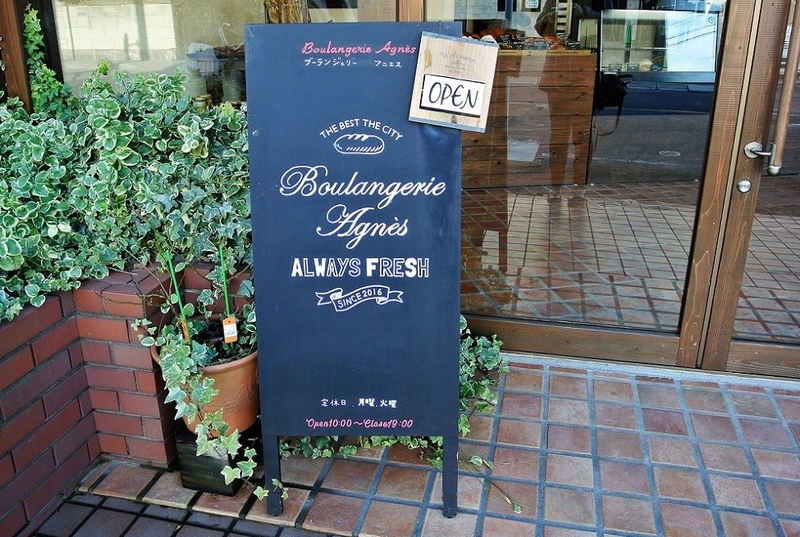 Boulangerie Agnès
ブーランジェリー アニエス
Welcome
OPEN
THE BEST THE CITY
Boulangerie
Agnès
ALWAYS FRESH
SINCE 2016
定休日 月曜、火曜
Open10:00～Close19:00